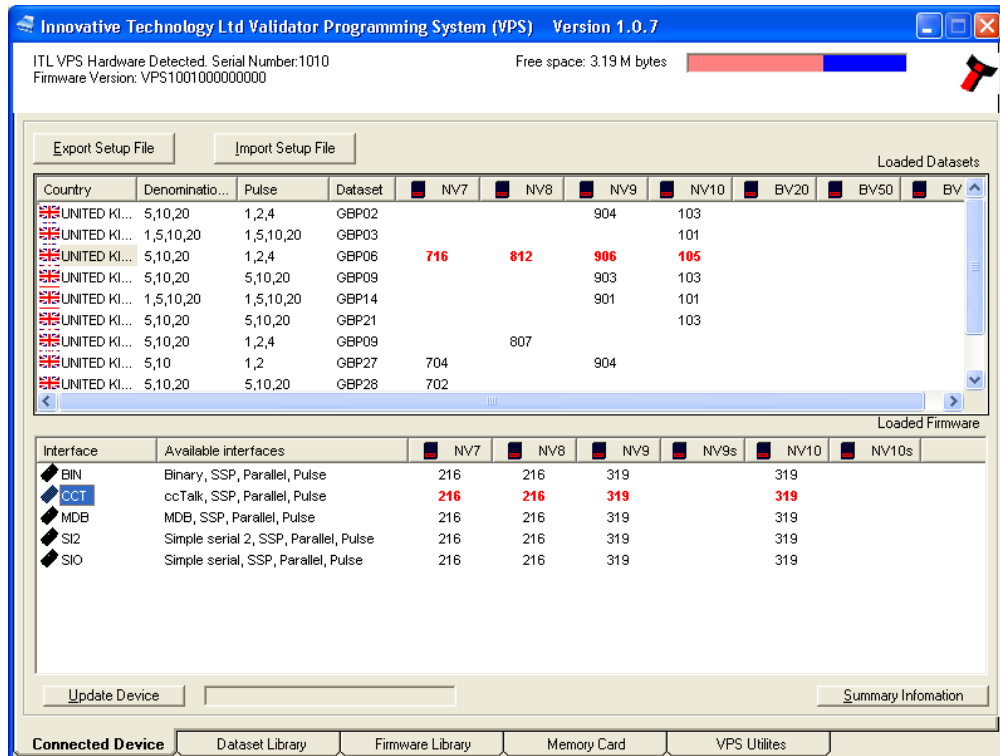 Innovative Technology Ltd Validator Programming System (VPS) Version 1.0.7
ITL VPS Hardware Detected. Serial Number:1010 Free space: 3.19 M bytes
Firmware Version: VPS1001000000000
Export Setup File Import Setup File
Loaded Datasets
Country Denominatio... Pulse Dataset NV7 NV8 NV9 NV10 BV20 BV50 BV
UNITED KI... 5,10,20 1,2,4 GBP02 904 103
UNITED KI... 1,5,10,20 1,5,10,20 GBP03 101
UNITED KI... 5,10,20 1,2,4 GBP06 716 812 906 105
UNITED KI... 5,10,20 5,10,20 GBP09 903 103
UNITED KI... 1,5,10,20 1,5,10,20 GBP14 901 101
UNITED KI... 5,10,20 5,10,20 GBP21 103
UNITED KI... 5,10,20 1,2,4 GBP09 807
UNITED KI... 5,10 1,2 GBP27 704 904
UNITED KI... 5,10,20 5,10,20 GBP28 702
Loaded Firmware
Interface Available interfaces NV7 NV8 NV9 NV9s NV10 NV10s
BIN Binary, SSP, Parallel, Pulse 216 216 319 319
CCT ccTalk, SSP, Parallel, Pulse 216 216 319 319
MDB MDB, SSP, Parallel, Pulse 216 216 319 319
SI2 Simple serial 2, SSP, Parallel, Pulse 216 216 319 319
SIO Simple serial, SSP, Parallel, Pulse 216 216 319 319
Update Device Summary Infomation
Connected Device Dataset Library Firmware Library Memory Card VPS Utilites